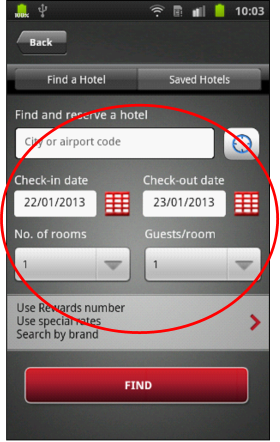 100% 10:03
Back
Find a Hotel Saved Hotels
Find and reserve a hotel
City or airport code
Check-in date Check-out date
22/01/2013 23/01/2013
No. of rooms Guests/room
1 1
Use Rewards number
Use special rates
Search by brand
FIND